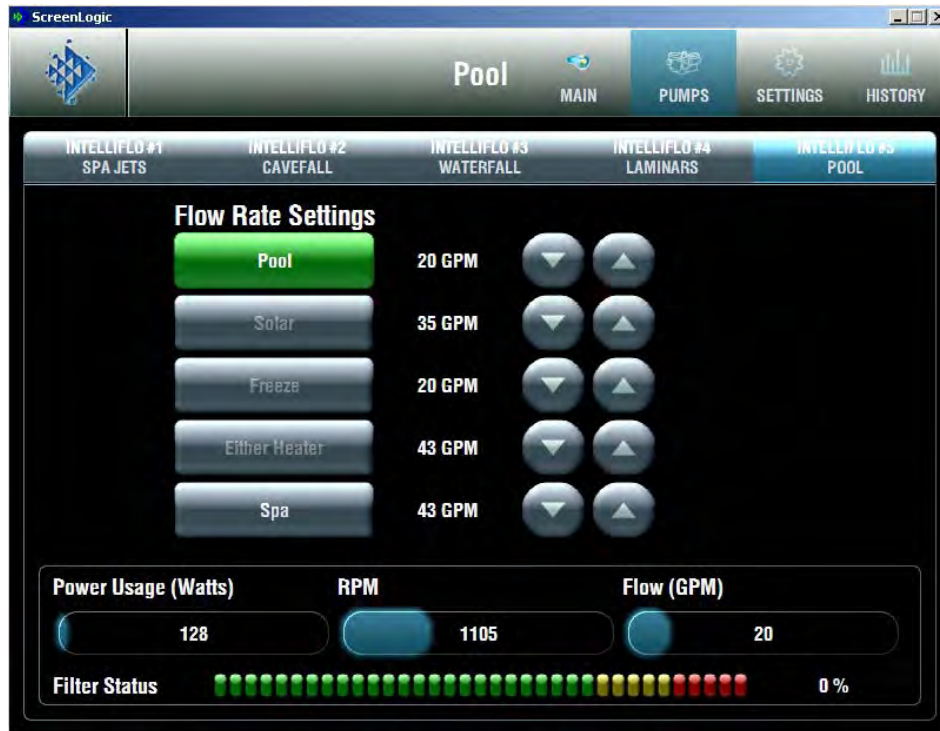 ScreenLogic
Pool
MAIN
PUMPS
SETTINGS
HISTORY
INTELLIFLO #1
SPA JETS
INTELLIFLO #2
CAVEFALL
INTELLIFLO #3
WATERFALL
INTELLIFLO #4
LAMINARS
INTELLIFLO #5
POOL
Flow Rate Settings
Pool 20 GPM
Solar 35 GPM
Freeze 20 GPM
Either Heater 43 GPM
Spa 43 GPM
Power Usage (Watts) RPM Flow (GPM)
128 1105 20
Filter Status 0 %